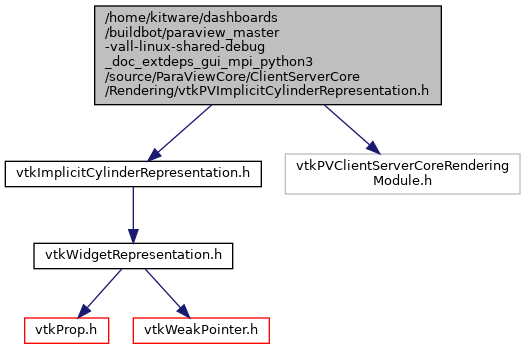 /home/kitware/dashboards
/buildbot/paraview_master
-vall-linux-shared-debug
_doc_extdeps_gui_mpi_python3
/source/ParaViewCore/ClientServerCore
/Rendering/vtkPVImplicitCylinderRepresentation.h
vtkImplicitCylinderRepresentation.h
vtkPVClientServerCoreRendering
Module.h
vtkWidgetRepresentation.h
vtkProp.h
vtkWeakPointer.h